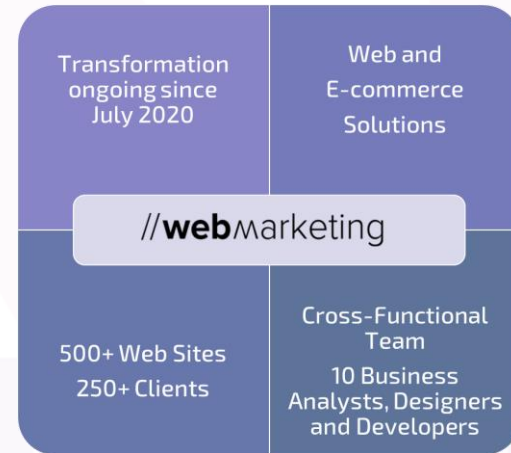 Transformation
ongoing since
July 2020
Web and
E-commerce
Solutions
//webmarketing
500+ Web Sites
250+ Clients
Cross-Functional
Team
10 Business
Analysts, Designers
and Developers